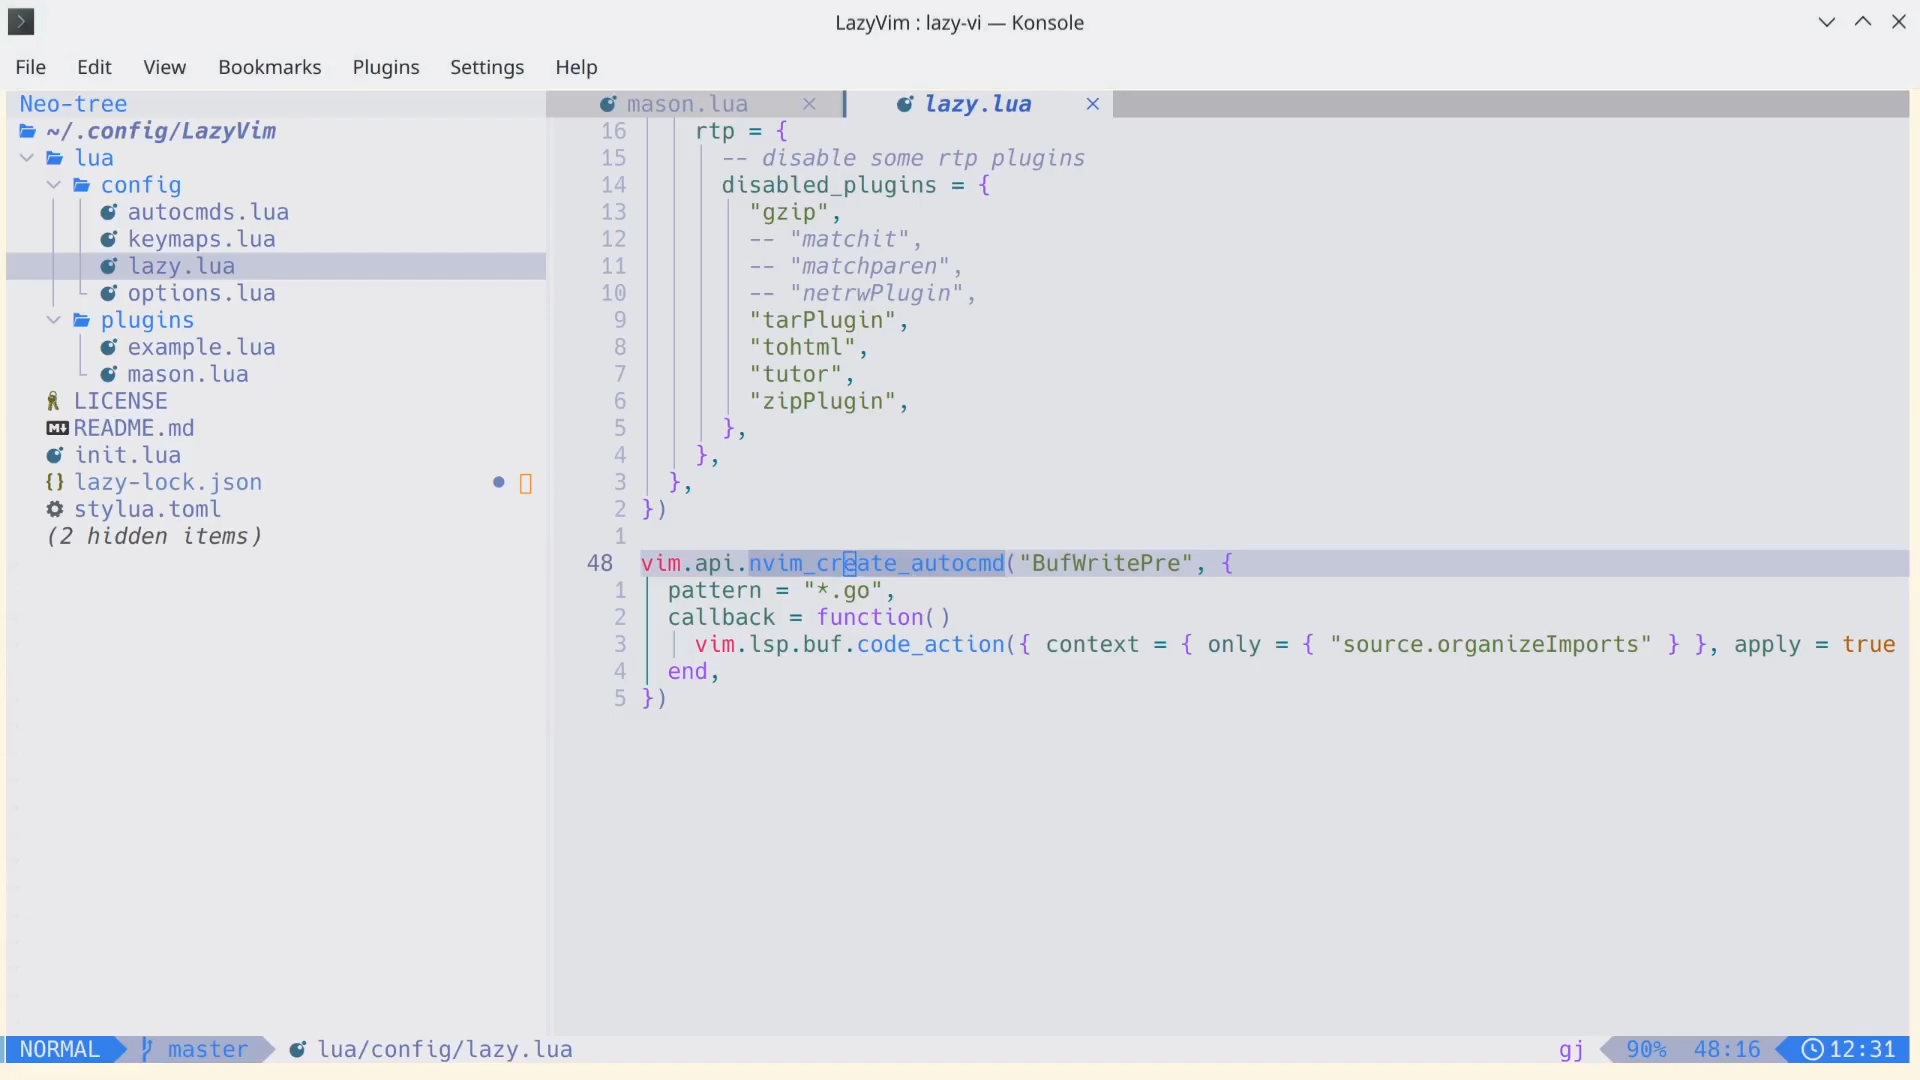 LazyVim : lazy-vi — Konsole
File Edit View Bookmarks Plugins Settings Help
Neo-tree
~/.config/LazyVim
lua
config
autocmds.lua
keymaps.lua
lazy.lua
options.lua
plugins
example.lua
mason.lua
LICENSE
README.md
init.lua
lazy-lock.json
stylua.toml
(2 hidden items)
mason.lua lazy.lua
16 rtp = {
15 -- disable some rtp plugins
14 disabled_plugins = {
13 "gzip",
12 -- "matchit",
11 -- "matchparen",
10 -- "netrwPlugin",
9 "tarPlugin",
8 "tohtml",
7 "tutor",
6 "zipPlugin",
5 },
4 },
3 },
2 })
1
48 vim.api.nvim_create_autocmd("BufWritePre", {
1 pattern = "*.go",
2 callback = function()
3 vim.lsp.buf.code_action({ context = { only = { "source.organizeImports" } }, apply = true
4 end,
5 })
NORMAL master lua/config/lazy.lua gj 90% 48:16 12:31